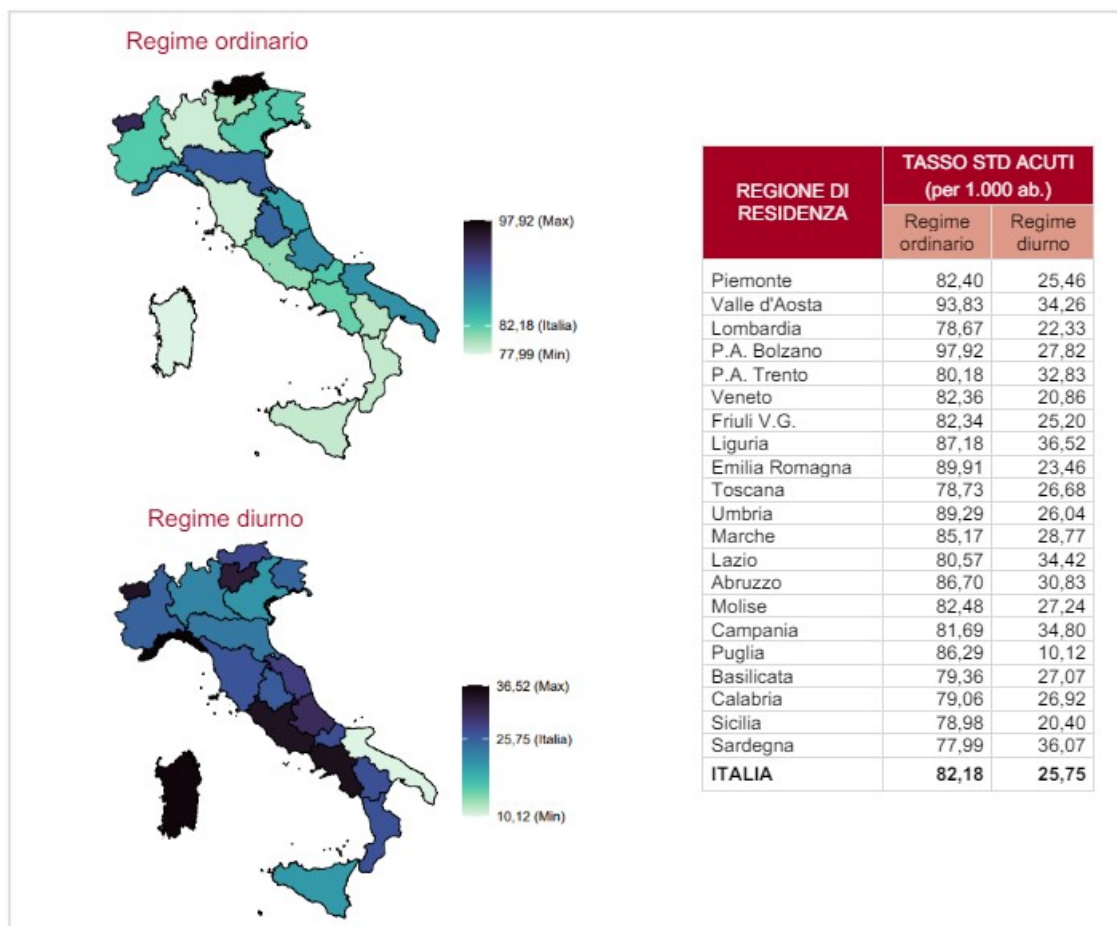 Regime ordinario
97,92 (Max)
82,18 (Italia)
77,99 (Min)
Regime diurno
36,52 (Max)
25,75 (Italia)
10,12 (Min)
REGIONE DI RESIDENZA
TASSO STD ACUTI
(per 1.000 ab.)
Regime ordinario
Regime diurno
Piemonte 82,40 25,46
Valle d'Aosta 93,83 34,26
Lombardia 78,67 22,33
P.A. Bolzano 97,92 27,82
P.A. Trento 80,18 32,83
Veneto 82,36 20,86
Friuli V.G. 82,34 25,20
Liguria 87,18 36,52
Emilia Romagna 89,91 23,46
Toscana 78,73 26,68
Umbria 89,29 26,04
Marche 85,17 28,77
Lazio 80,57 34,42
Abruzzo 86,70 30,83
Molise 82,48 27,24
Campania 81,69 34,80
Puglia 86,29 10,12
Basilicata 79,36 27,07
Calabria 79,06 26,92
Sicilia 78,98 20,40
Sardegna 77,99 36,07
ITALIA 82,18 25,75